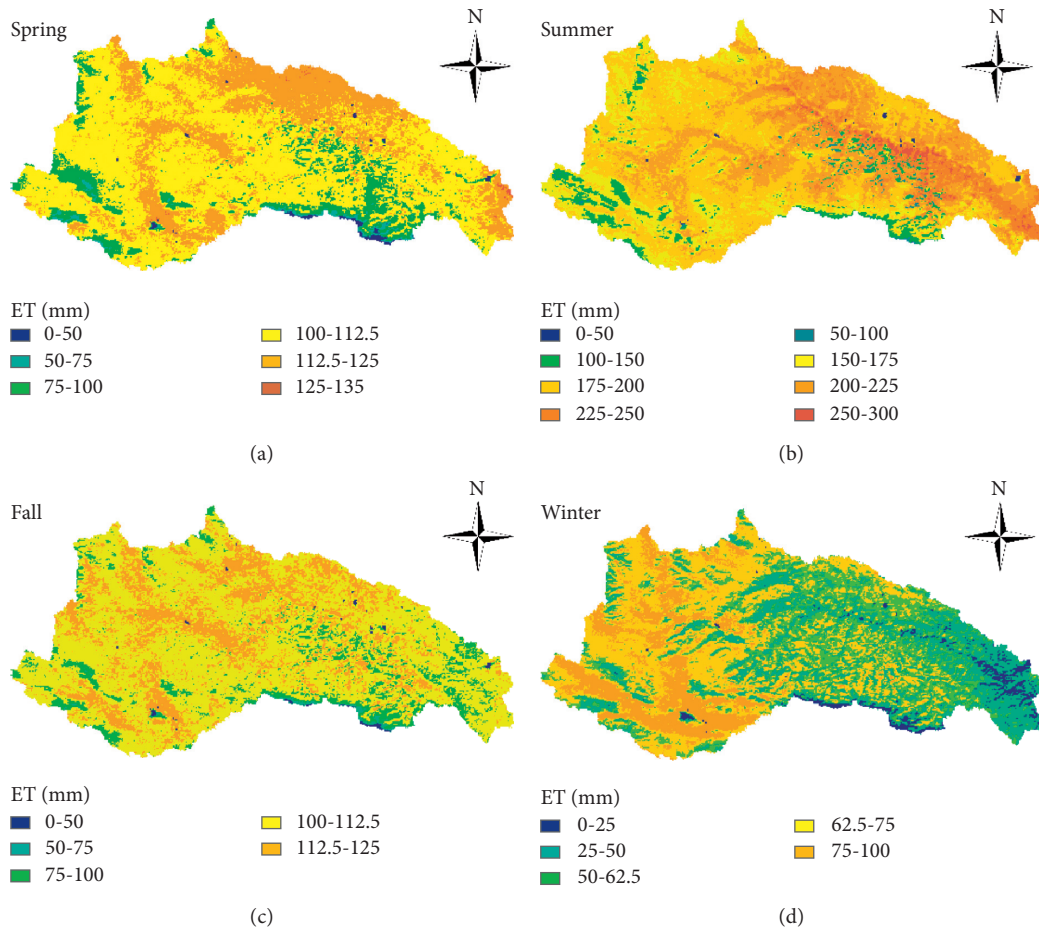 Spring
N
ET (mm)
0-50
50-75
75-100
100-112.5
112.5-125
125-135
(a)
Summer
N
ET (mm)
0-50
100-150
175-200
225-250
50-100
150-175
200-225
250-300
(b)
Fall
N
ET (mm)
0-50
50-75
75-100
100-112.5
112.5-125
(c)
Winter
N
ET (mm)
0-25
25-50
50-62.5
62.5-75
75-100
(d)